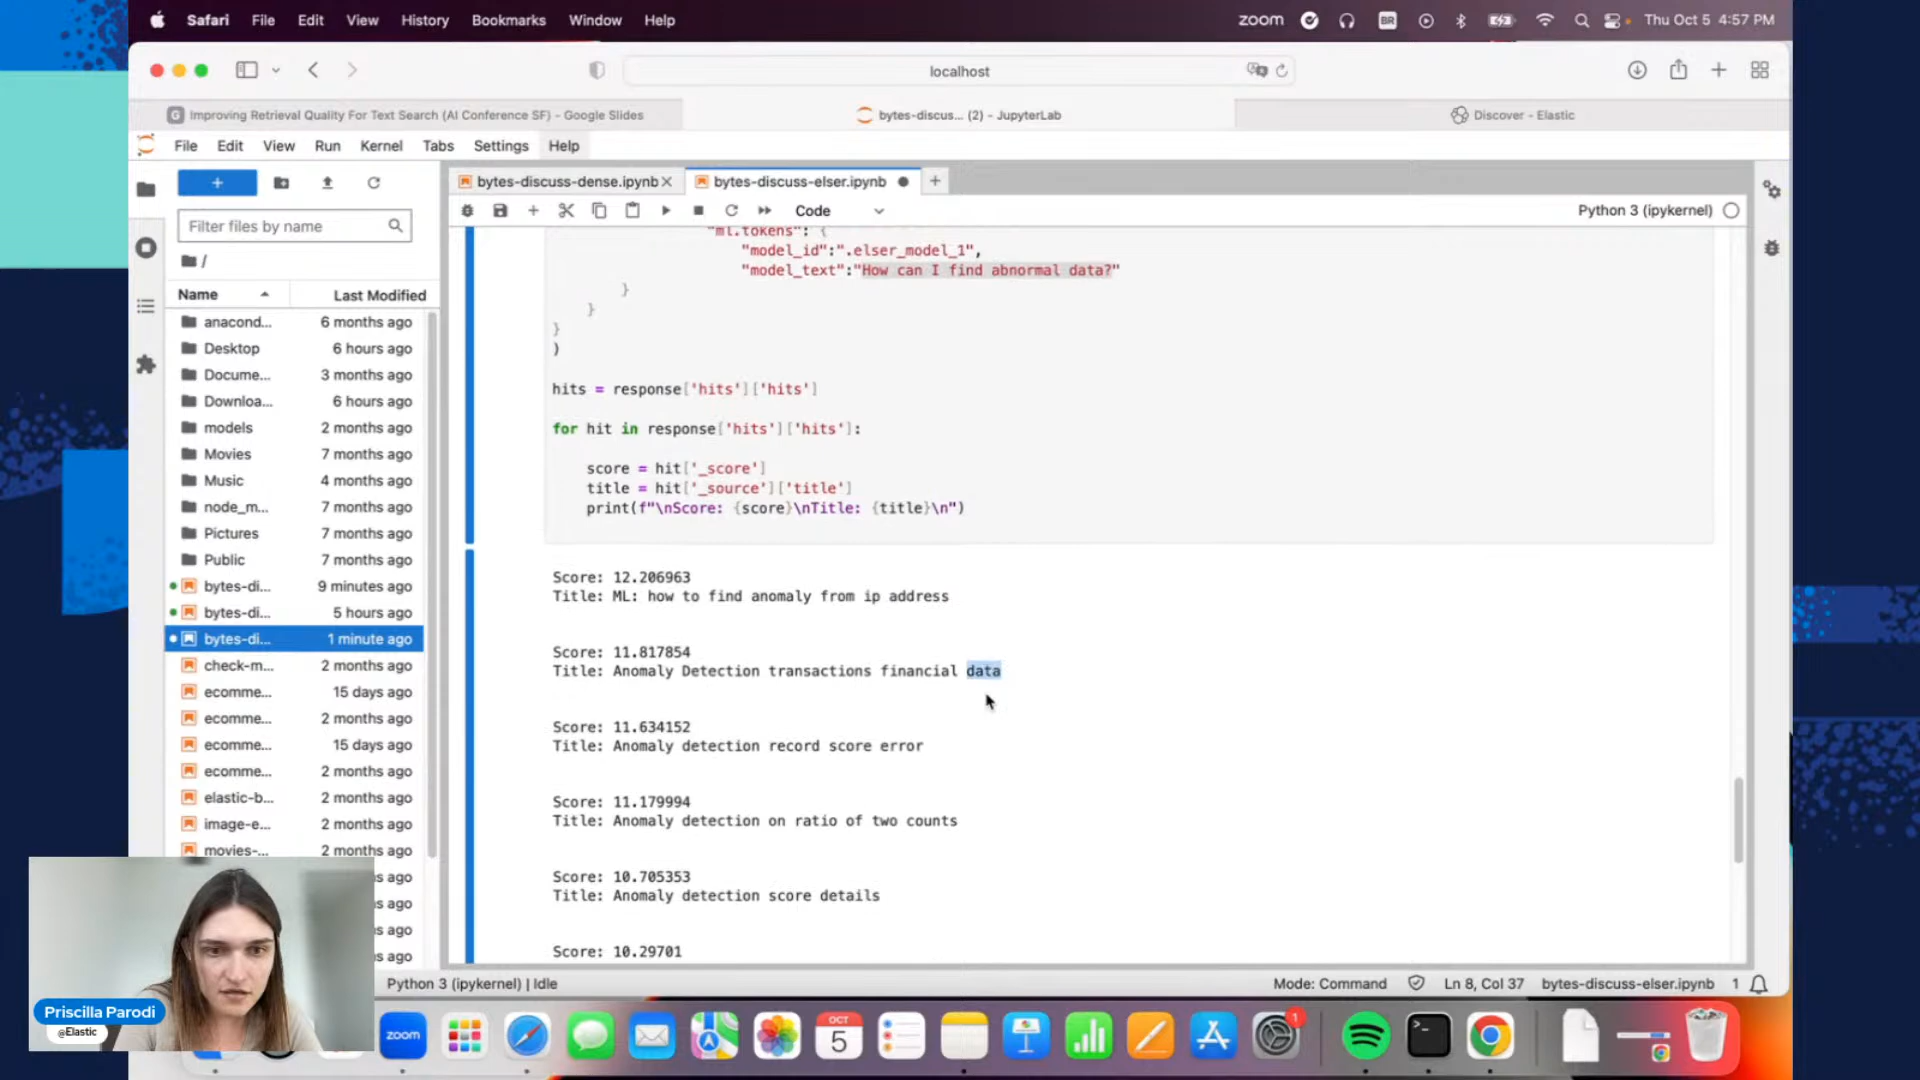 Safari File Edit View History Bookmarks Window Help
zoom BR Thu Oct 5 4:57 PM
localhost
Improving Retrieval Quality For Text Search (AI Conference SF) - Google Slides
bytes-discus... (2) - JupyterLab
Discover - Elastic
File Edit View Run Kernel Tabs Settings Help
bytes-discuss-dense.ipynb
bytes-discuss-elser.ipynb
Code
Python 3 (ipykernel)
Filter files by name
/
Name Last Modified
anacond... 6 months ago
Desktop 6 hours ago
Docume... 3 months ago
Downloa... 6 hours ago
models 2 months ago
Movies 7 months ago
Music 4 months ago
node_m... 7 months ago
Pictures 7 months ago
Public 7 months ago
bytes-di... 9 minutes ago
bytes-di... 5 hours ago
bytes-di... 1 minute ago
check-m... 2 months ago
ecomme... 15 days ago
ecomme... 2 months ago
ecomme... 15 days ago
ecomme... 2 months ago
elastic-b... 2 months ago
image-e... 2 months ago
movies-... 2 months ago
s ago
s ago
s ago
s ago
"ml.tokens": {
"model_id":".elser_model_1",
"model_text":"How can I find abnormal data?"
}
}
}
)
hits = response['hits']['hits']
for hit in response['hits']['hits']:
score = hit['_score']
title = hit['_source']['title']
print(f"\nScore: {score}\nTitle: {title}\n")
Score: 12.206963
Title: ML: how to find anomaly from ip address
Score: 11.817854
Title: Anomaly Detection transactions financial data
Score: 11.634152
Title: Anomaly detection record score error
Score: 11.179994
Title: Anomaly detection on ratio of two counts
Score: 10.705353
Title: Anomaly detection score details
Score: 10.29701
Python 3 (ipykernel) | Idle
Mode: Command
Ln 8, Col 37
bytes-discuss-elser.ipynb
1
Priscilla Parodi
@Elastic
zoom
OCT
5
1